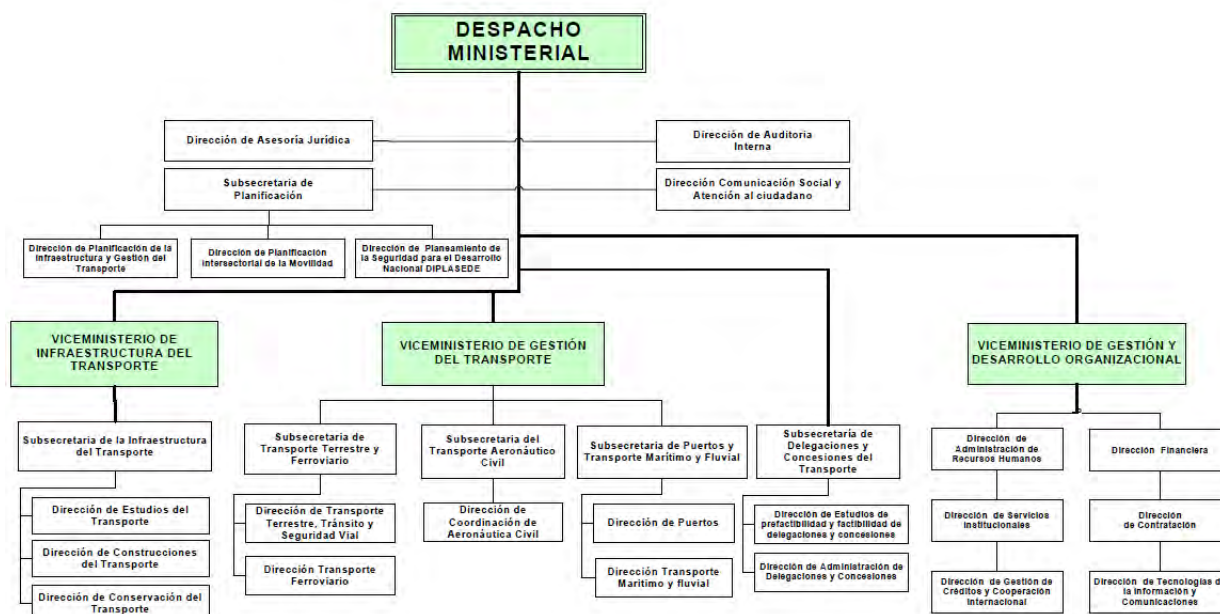 DESPACHO
MINISTERIAL
Dirección de Asesoría Jurídica
Dirección de Auditoria
Interna
Subsecretaria de
Planificación
Dirección Comunicación Social y
Atención al ciudadano
Dirección de Planificación de la
Infraestructura y Gestión del
Transporte
Dirección de Planificación
Intersectorial de la Movilidad
Dirección de Planeamiento de
la Seguridad para el Desarrollo
Nacional DIPLASEDE
VICEMINISTERIO DE
INFRAESTRUCTURA DEL
TRANSPORTE
VICEMINISTERIO DE GESTIÓN
DEL TRANSPORTE
VICEMINISTERIO DE GESTIÓN Y
DESARROLLO ORGANIZACIONAL
Subsecretaria de la Infraestructura
del Transporte
Subsecretaria de
Transporte Terrestre y
Ferroviario
Subsecretaria del
Transporte Aeronáutico
Civil
Subsecretaria de Puertos y
Transporte Marítimo y Fluvial
Subsecretaría de
Delegaciones y
Concesiones del
Transporte
Dirección de
Administración de
Recursos Humanos
Dirección Financiera
Dirección de Estudios del
Transporte
Dirección de Construcciones
del Transporte
Dirección de Conservación del
Transporte
Dirección de Transporte
Terrestre, Tránsito y
Seguridad Vial
Dirección Transporte
Ferroviario
Dirección de
Coordinación de
Aeronáutica Civil
Dirección de Puertos
Dirección Transporte
Marítimo y fluvial
Dirección de Estudios de
prefactibilidad y factibilidad de
delegaciones y concesiones
Dirección de Administración de
Delegaciones y Concesiones
Dirección de Servicios
Institucionales
Dirección
de Contratación
Dirección de Gestión de
Créditos y Cooperación
Internacional
Dirección de Tecnologías de
la Información y
Comunicaciones